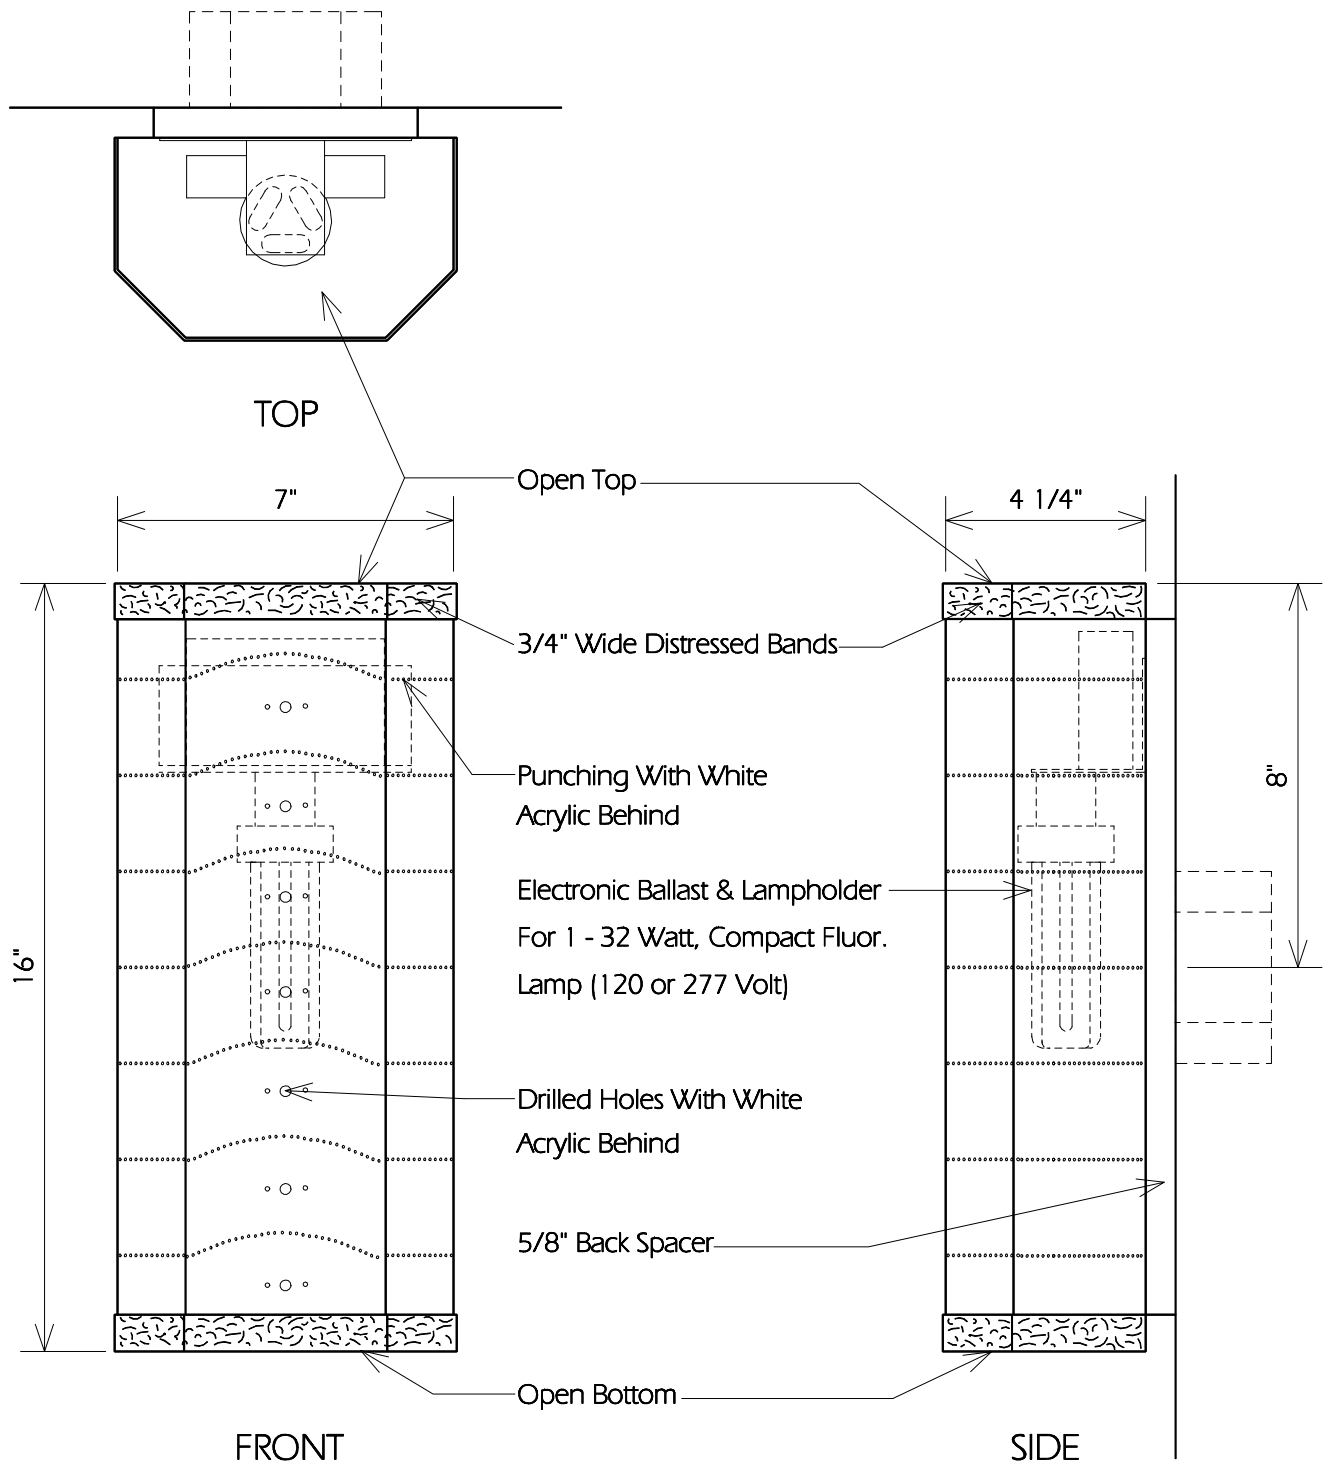 TOP
Open Top
7"
4 1/4"
3/4" Wide Distressed Bands
Punching With White
Acrylic Behind
8"
Electronic Ballast & Lampholder
For 1 - 32 Watt, Compact Fluor.
Lamp (120 or 277 Volt)
16"
Drilled Holes With White
Acrylic Behind
5/8" Back Spacer
Open Bottom
FRONT
SIDE